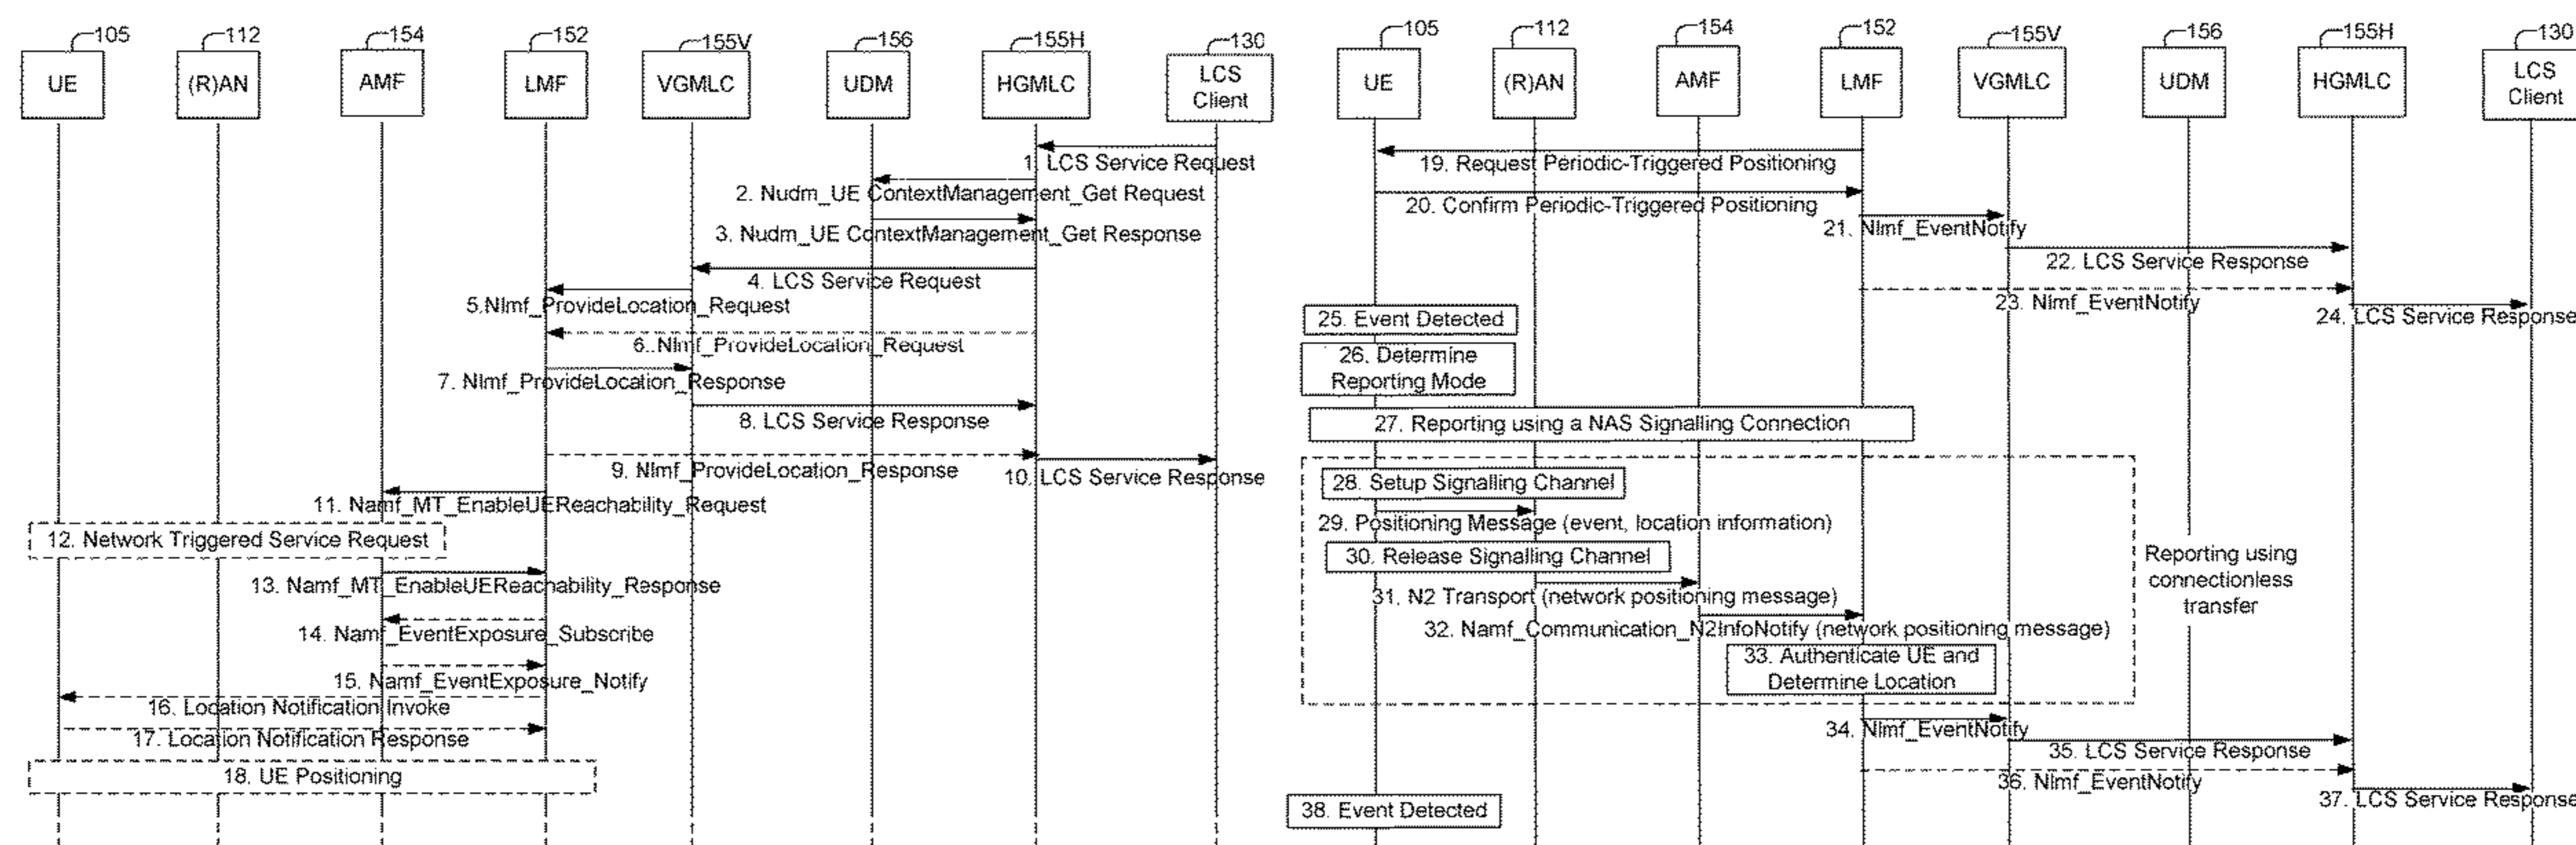 105
112
154
152
155V
156
155H
130
UE
(R)AN
AMF
LMF
VGMLC
UDM
HGMLC
LCS
Client
1. LCS Service Request
2. Nudm_UE ContextManagement_Get Request
3. Nudm_UE ContextManagement_Get Response
4. LCS Service Request
5.Nlmf_ProvideLocation_Request
6..Nlmf_ProvideLocation_Request
7. Nlmf_ProvideLocation_Response
8. LCS Service Response
9. Nlmf_ProvideLocation_Response
10. LCS Service Response
11. Namf_MT_EnableUEReachability_Request
12. Network Triggered Service Request
13. Namf_MT_EnableUEReachability_Response
14. Namf_EventExposure_Subscribe
15. Namf_EventExposure_Notify
16. Location Notification Invoke
17. Location Notification Response
18. UE Positioning
105
112
154
152
155V
156
155H
130
UE
(R)AN
AMF
LMF
VGMLC
UDM
HGMLC
LCS
Client
19. Request Periodic-Triggered Positioning
20. Confirm Periodic-Triggered Positioning
21. Nlmf_EventNotify
22. LCS Service Response
23. Nlmf_EventNotify
24. LCS Service Response
25. Event Detected
26. Determine
Reporting Mode
27. Reporting using a NAS Signalling Connection
28. Setup Signalling Channel
29. Positioning Message (event, location information)
30. Release Signalling Channel
31. N2 Transport (network positioning message)
32. Namf_Communication_N2InfoNotify (network positioning message)
33. Authenticate UE and
Determine Location
Reporting using
connectionless
transfer
34. Nlmf_EventNotify
35. LCS Service Response
36. Nlmf_EventNotify
37. LCS Service Response
38. Event Detected